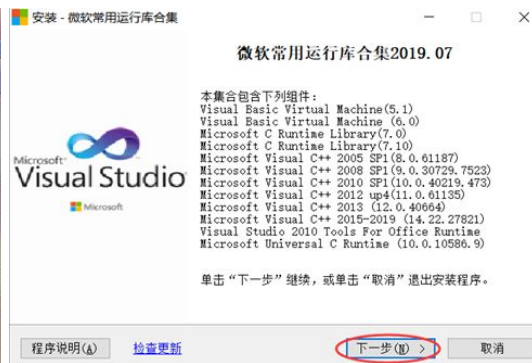 安装 - 微软常用运行库合集
微软常用运行库合集2019.07
本集合包含下列组件：
Visual Basic Virtual Machine(5.1)
Visual Basic Virtual Machine (6.0)
Microsoft C Runtime Library(7.0)
Microsoft C Runtime Library(7.10)
Microsoft Visual C++ 2005 SP1(8.0.61187)
Microsoft Visual C++ 2008 SP1(9.0.30729.7523)
Microsoft Visual C++ 2010 SP1(10.0.40219.473)
Microsoft Visual C++ 2012 up4(11.0.61135)
Microsoft Visual C++ 2013 (12.0.40664)
Microsoft Visual C++ 2015-2019 (14.22.27821)
Visual Studio 2010 Tools For Office Runtime
Microsoft Universal C Runtime (10.0.10586.9)
Microsoft
Visual Studio
Microsoft
单击“下一步”继续，或单击“取消”退出安装程序。
程序说明(A)
检查更新
下一步(N) >
取消